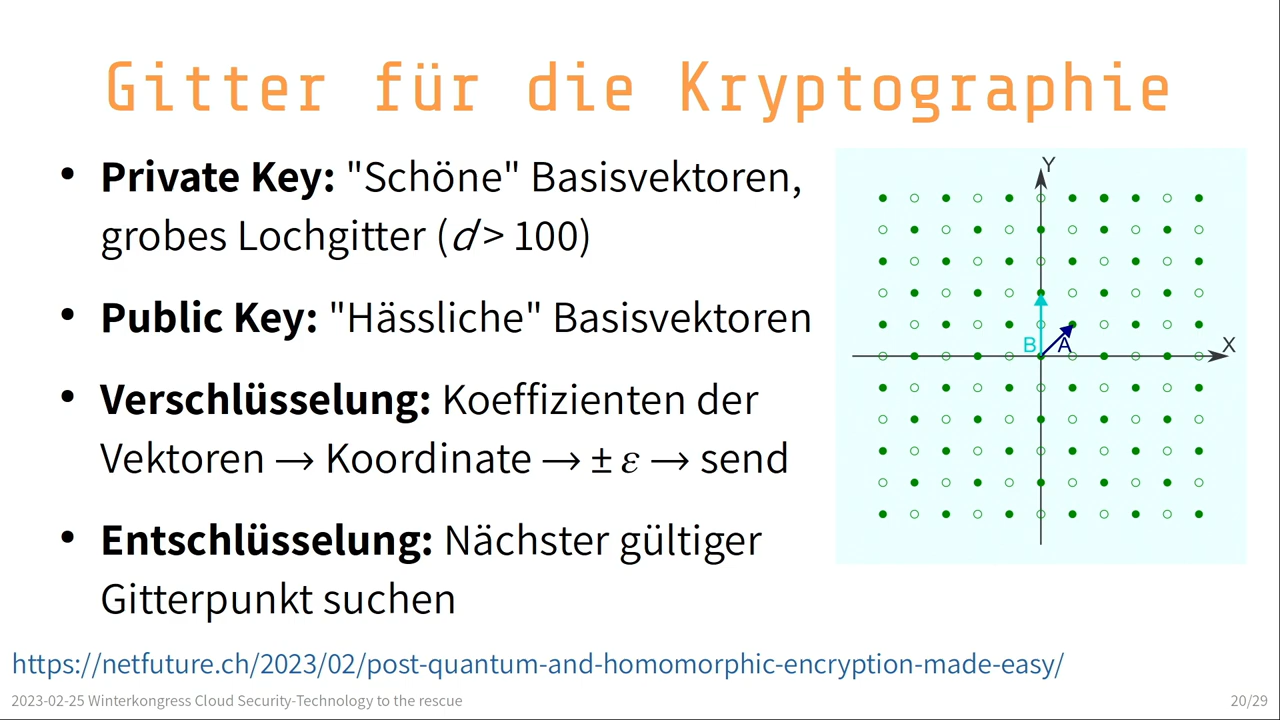 Gitter für die Kryptographie
• Private Key: "Schöne" Basisvektoren,
grobes Lochgitter (d > 100)
• Public Key: "Hässliche" Basisvektoren
• Verschlüsselung: Koeffizienten der
Vektoren → Koordinate → ± ε → send
• Entschlüsselung: Nächster gültiger
Gitterpunkt suchen
Y
B
A
X
https://netfuture.ch/2023/02/post-quantum-and-homomorphic-encryption-made-easy/
2023-02-25 Winterkongress Cloud Security-Technology to the rescue
20/29